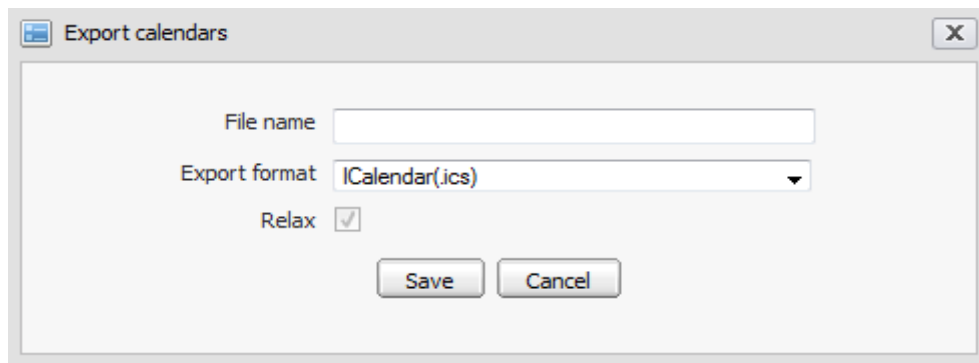 Export calendars
File name
Export format ICalendar(.ics)
Relax
Save Cancel